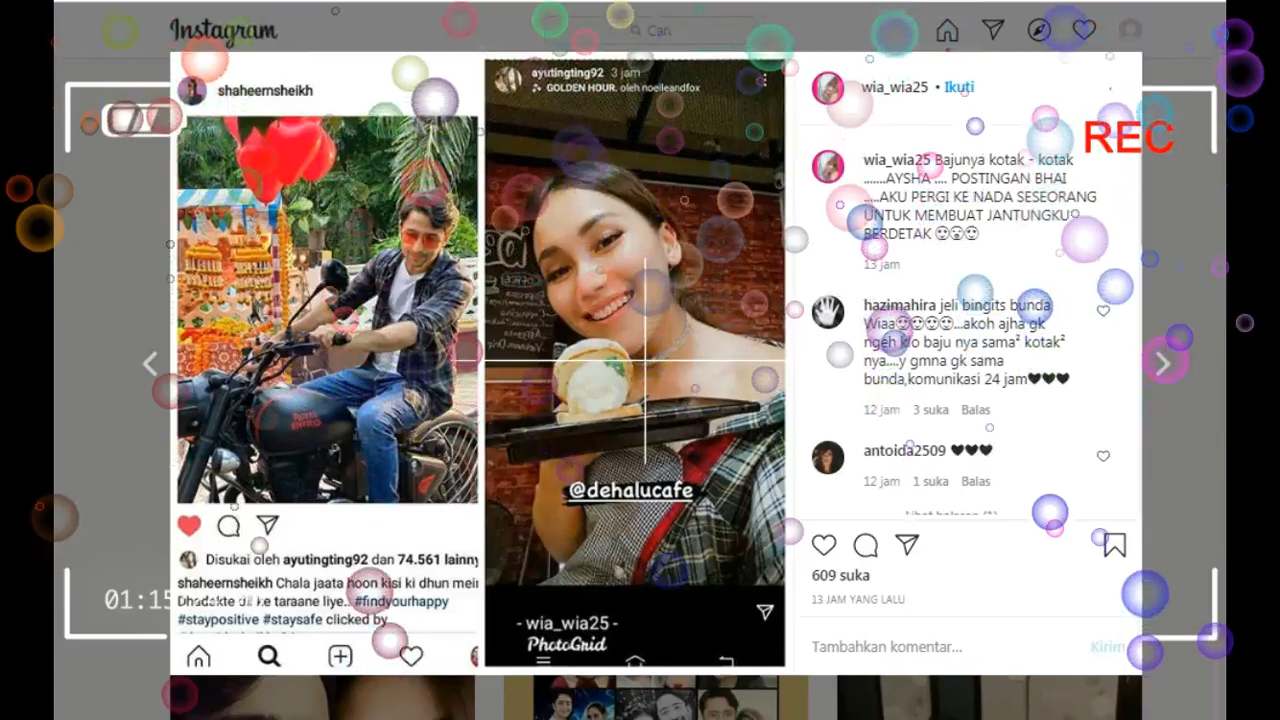 Instagram
Cari
shaheernsheikh
ayutingting92 3 jam
GOLDEN HOUR. oleh noeileandfox
wia_wia25 • Ikuti
REC
wia_wia25 Bajunya kotak - kotak
.......AYSHA .... POSTINGAN BHAI
....AKU PERGI KE NADA SESEORANG
UNTUK MEMBUAT JANTUNGKU
BERDETAK 😍😍😍
13 jam
hazimahira jeli bingits bunda
Wiaa😍😍😍😍...akoh ajha gk
ngeh klo baju nya sama² kotak²
nya....y gmna gk sama
bunda,komunikasi 24 jam🖤🖤🖤
12 jam 3 suka Balas
antoida2509 🖤🖤🖤
12 jam 1 suka Balas
ROYAL ENFIELD
@dehalucafe
Disukai oleh ayutingting92 dan 74.561 lainny
shaheernsheikh Chala jaata hoon kisi ki dhun mein
Dhadakte dil ke taraane liye.. #findyourhappy
#staypositive #staysafe clicked by
01:15
- wia_wia25 -
PhotoGrid
609 suka
13 JAM YANG LALU
Tambahkan komentar...
Kirim